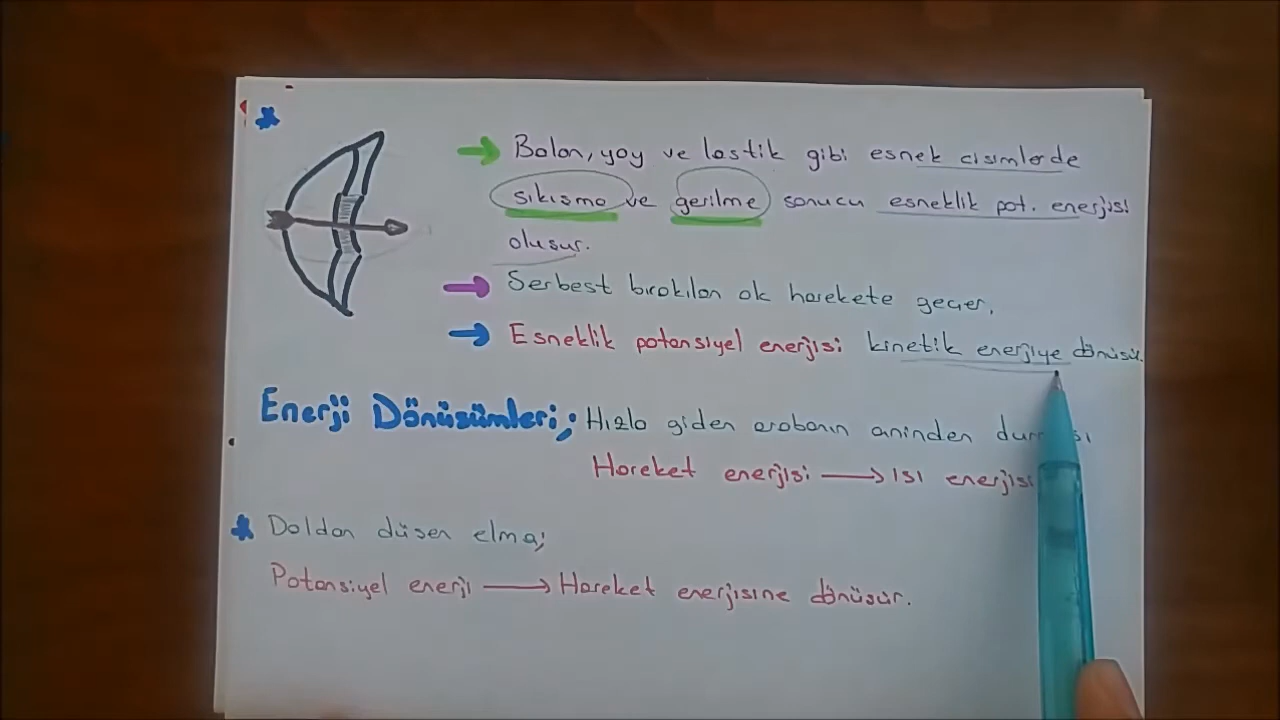 Balon, yay ve lastik gibi esnek cisimlerde
sıkışma ve gerilme sonucu esneklik pot. enerjisi
oluşur.
Serbest bırakılan ok harekete geçer.
Esneklik potansiyel enerjisi kinetik enerjiye dönüşür.
Enerji Dönüşümleri; Hızla giden arabanın aninden
Hareket enerjisi → ısı enerjisi
Daldan düşen elma;
Potansiyel enerji → Hareket enerjisine dönüşür.